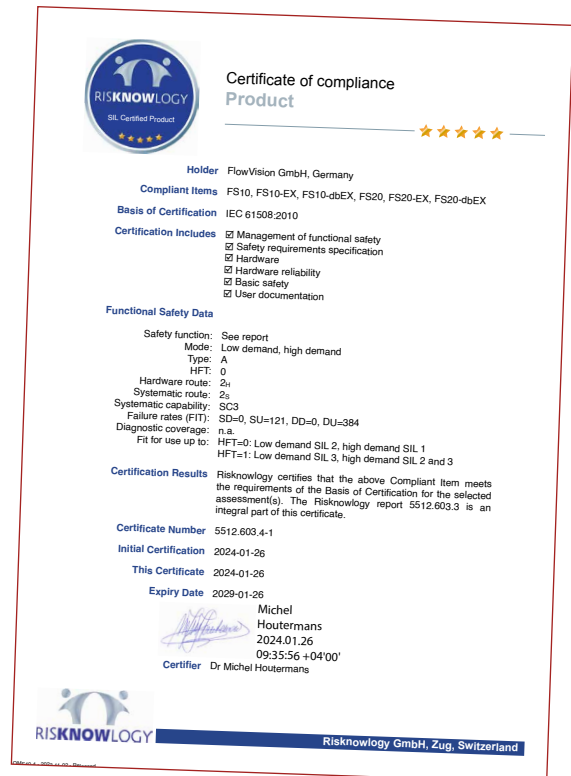 RISKNOWLOGY
SIL Certified Product
Certificate of compliance
Product
Holder FlowVision GmbH, Germany
Compliant Items FS10, FS10-EX, FS10-dbEX, FS20, FS20-EX, FS20-dbEX
Basis of Certification IEC 61508:2010
Certification Includes ☑ Management of functional safety
☑ Safety requirements specification
☑ Hardware
☑ Hardware reliability
☑ Basic safety
☑ User documentation
Functional Safety Data
Safety function: See report
Mode: Low demand, high demand
Type: A
HFT: 0
Hardware route: 2H
Systematic route: 2S
Systematic capability: SC3
Failure rates (FIT): SD=0, SU=121, DD=0, DU=384
Diagnostic coverage: n.a.
Fit for use up to: HFT=0: Low demand SIL 2, high demand SIL 1
HFT=1: Low demand SIL 3, high demand SIL 2 and 3
Certification Results Risknowlogy certifies that the above Compliant Item meets
the requirements of the Basis of Certification for the selected
assessment(s). The Risknowlogy report 5512.603.3 is an
integral part of this certificate.
Certificate Number 5512.603.4-1
Initial Certification 2024-01-26
This Certificate 2024-01-26
Expiry Date 2029-01-26
Michel
Houtermans
2024.01.26
09:35:56 +04'00'
Certifier Dr Michel Houtermans
RISKNOWLOGY
Risknowlogy GmbH, Zug, Switzerland